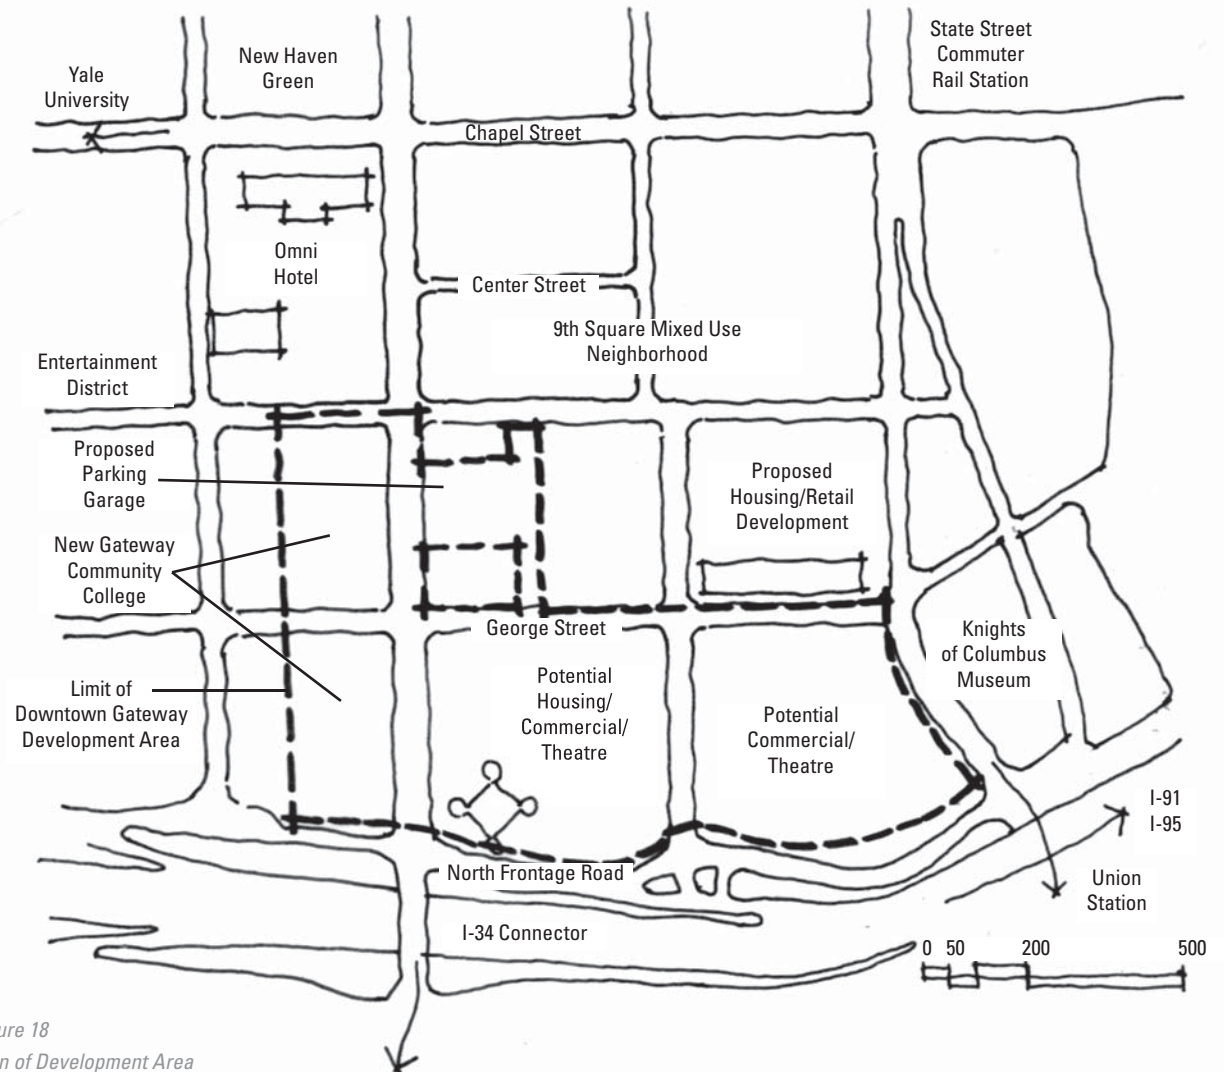 State Street
Commuter
Rail Station
New Haven
Green
Yale
University
Chapel Street
Omni
Hotel
Center Street
9th Square Mixed Use
Neighborhood
Entertainment
District
Proposed
Parking
Garage
Proposed
Housing/Retail
Development
New Gateway
Community
College
George Street
Knights
of Columbus
Museum
Limit of
Downtown Gateway
Development Area
Potential
Housing/
Commercial/
Theatre
Potential
Commercial/
Theatre
I-91
I-95
North Frontage Road
Union
Station
I-34 Connector
0 50 200 500
ure 18
n of Development Area